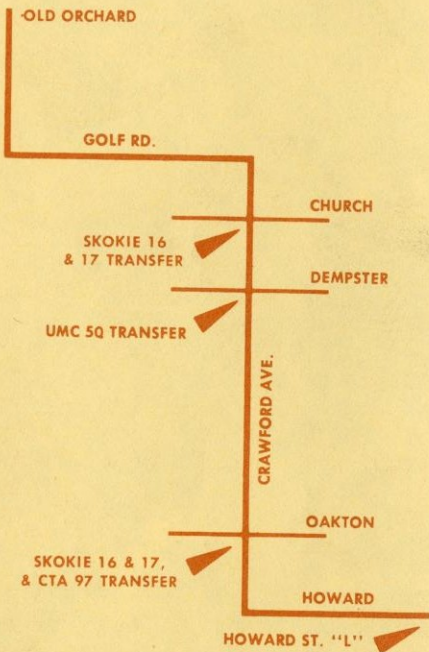 OLD ORCHARD
GOLF RD.
CHURCH
SKOKIE 16
& 17 TRANSFER
DEMPSTER
UMC 5Q TRANSFER
CRAWFORD AVE.
OAKTON
SKOKIE 16 & 17,
& CTA 97 TRANSFER
HOWARD
HOWARD ST. "L"